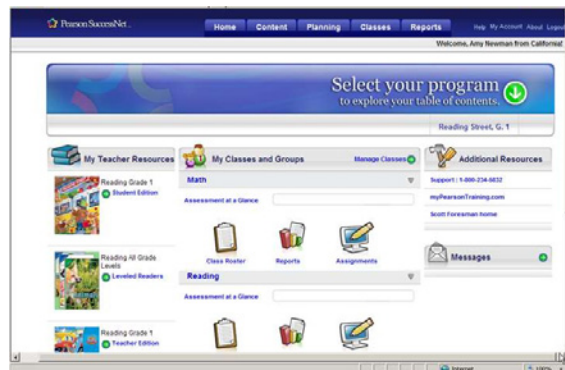 Pearson SuccessNet
Home Content Planning Classes Reports Help My Account About Logout
Welcome, Amy Newman from California!
Select your program
to explore your table of contents.
Reading Street, G. 1
My Teacher Resources
Reading Grade 1
Student Edition
Reading All Grade
Levels
Leveled Readers
Reading Grade 1
Teacher Edition
My Classes and Groups Manage Classes
Math
Assessment at a Glance
Class Roster Reports Assignments
Reading
Assessment at a Glance
Additional Resources
Support : 1-800-234-5832
myPearsonTraining.com
Scott Foresman home
Messages
Internet 100%